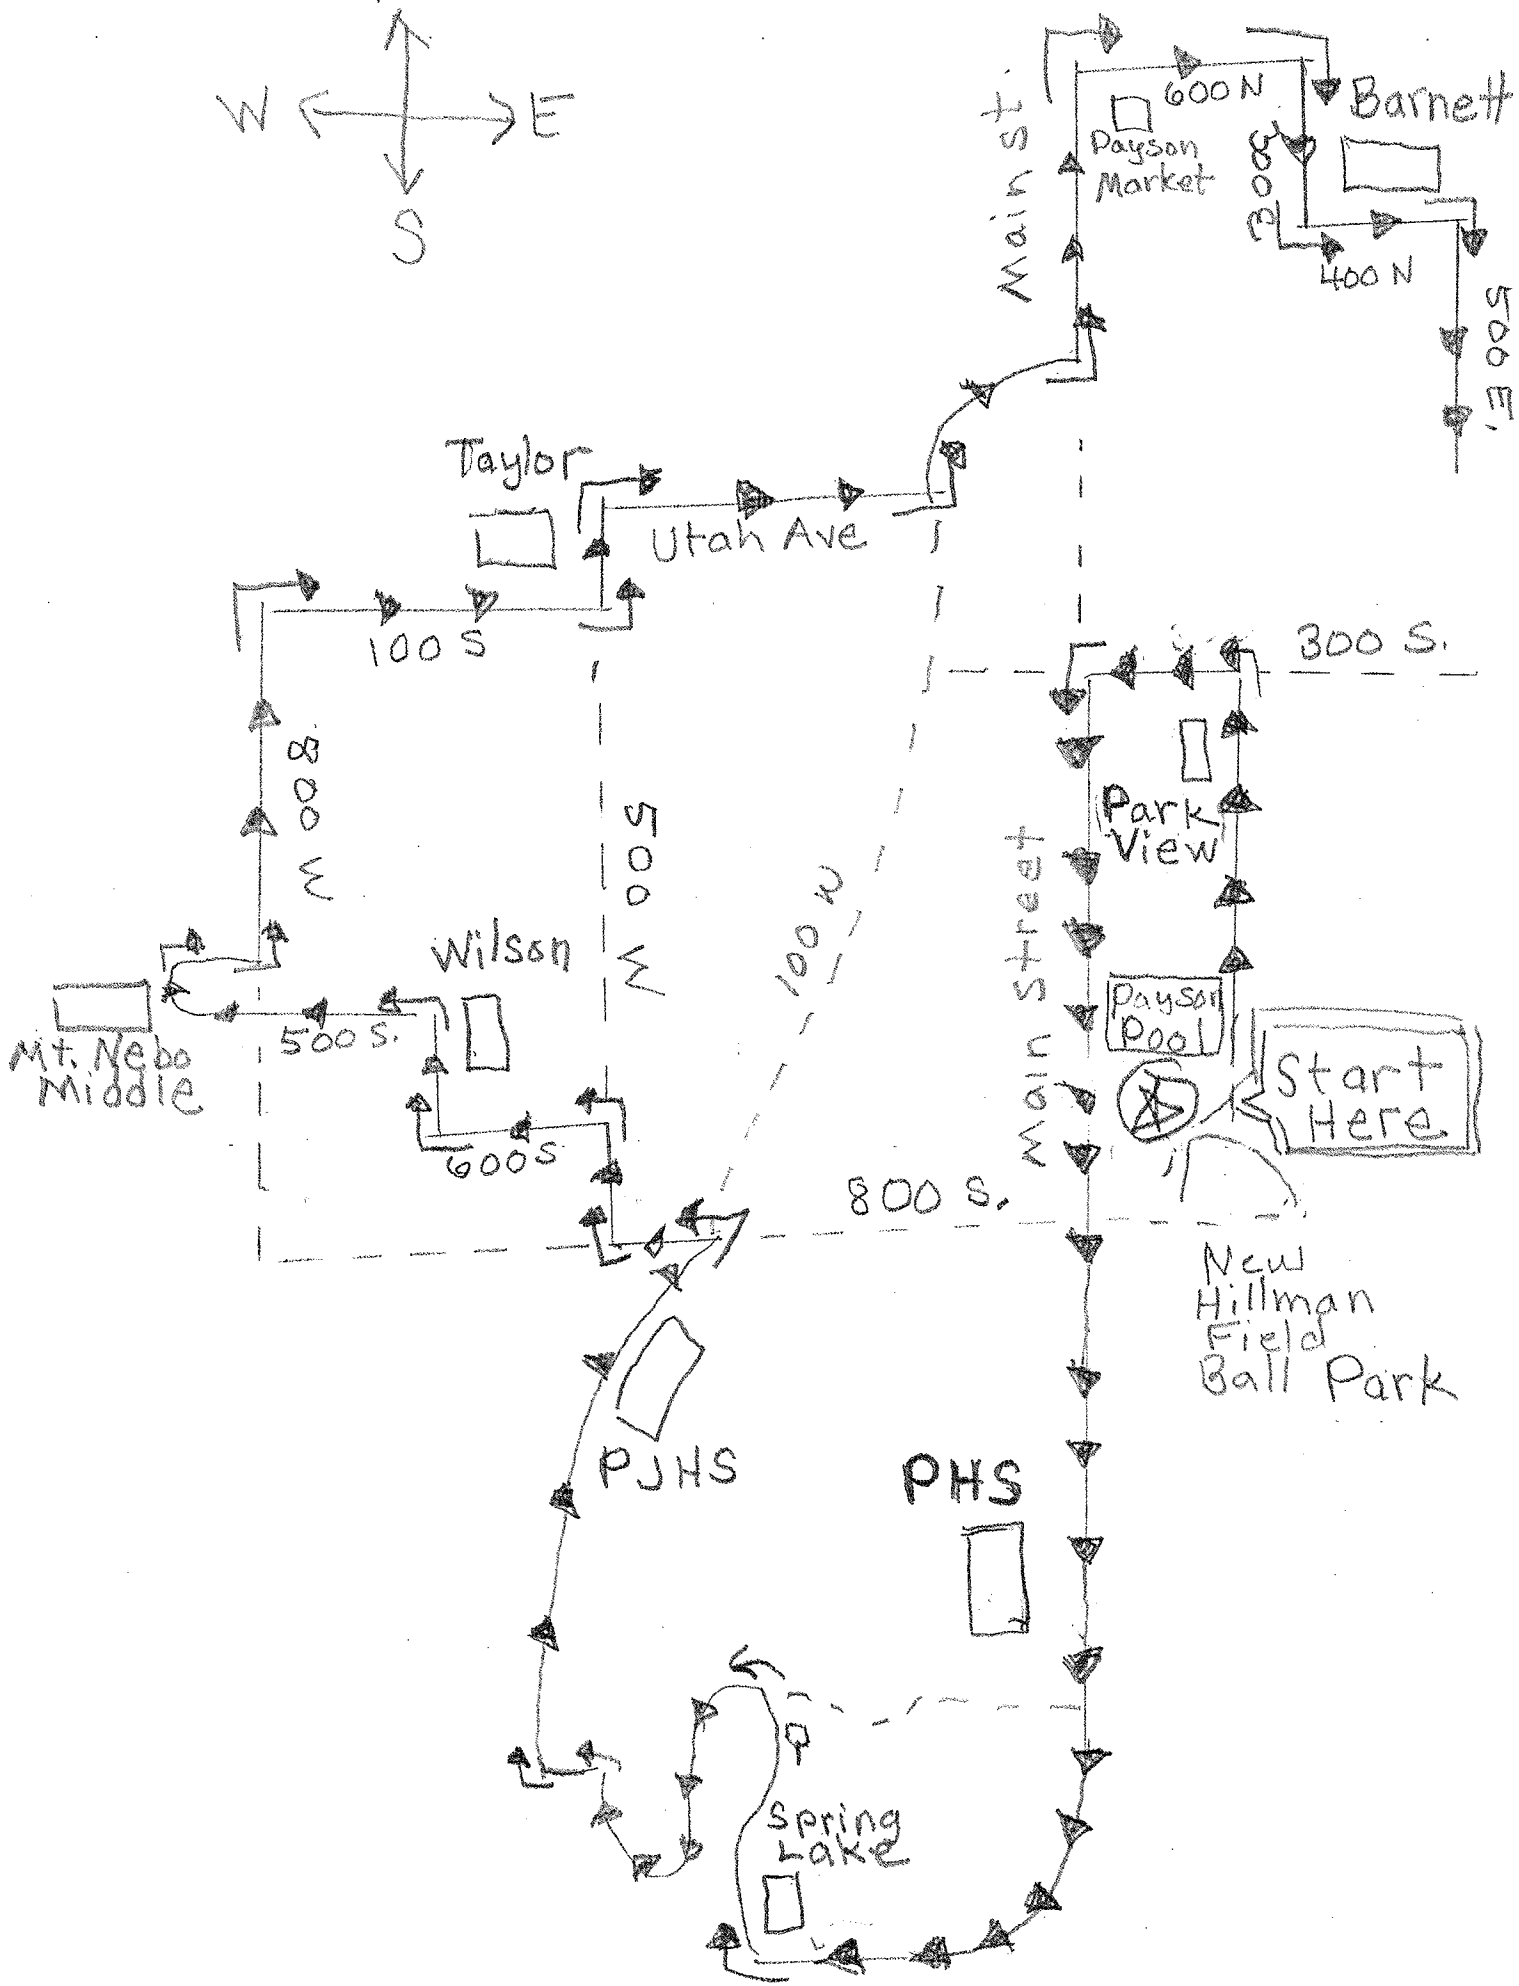 W
E
S
Main St.
600 N
Payson
Market
Barnett
300 E
400 N
500 E.
Taylor
Utah Ave
100 S
300 S.
800 W
500 W
100 W
Park
View
Main Street
Wilson
Payson
Pool
500 S.
Mt. Nebo
Middle
Start
Here
600 S
800 S.
New
Hillman
Field
Ball Park
PJHS
PHS
Spring
Lake